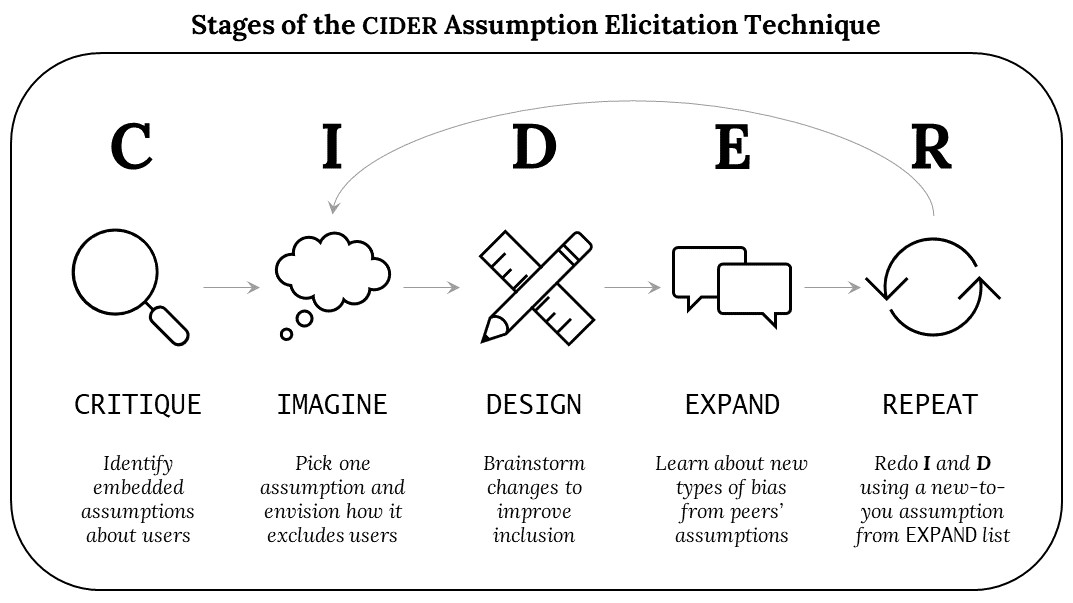 Stages of the CIDER Assumption Elicitation Technique
C I D E R
CRITIQUE
Identify
embedded
assumptions
about users
IMAGINE
Pick one
assumption and
envision how it
excludes users
DESIGN
Brainstorm
changes to
improve
inclusion
EXPAND
Learn about new
types of bias
from peers’
assumptions
REPEAT
Redo I and D
using a new-to-
you assumption
from EXPAND list